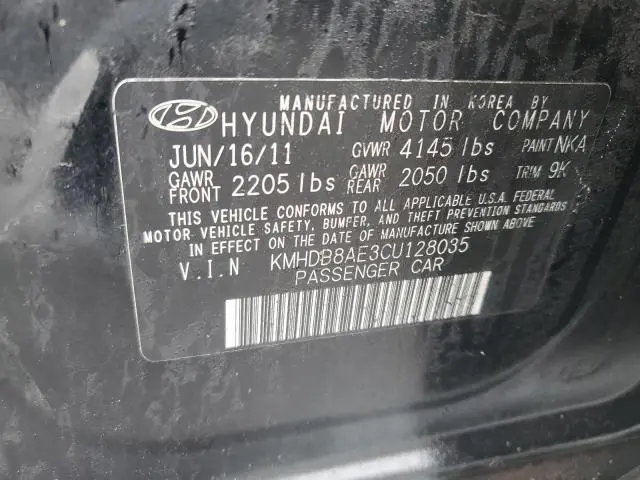 MANUFACTURED IN KOREA BY
HYUNDAI MOTOR COMPANY
JUN/16/11 GVWR 4145 lbs PAINT NKA
GAWR FRONT 2205 lbs GAWR REAR 2050 lbs TRIM 9K
THIS VEHICLE CONFORMS TO ALL APPLICABLE U.S.A. FEDERAL
MOTOR VEHICLE SAFETY, BUMPER, AND THEFT PREVENTION STANDARDS
IN EFFECT ON THE DATE OF MANUFACTURE SHOWN ABOVE.
V.I.N KMHDB8AE3CU128035
PASSENGER CAR